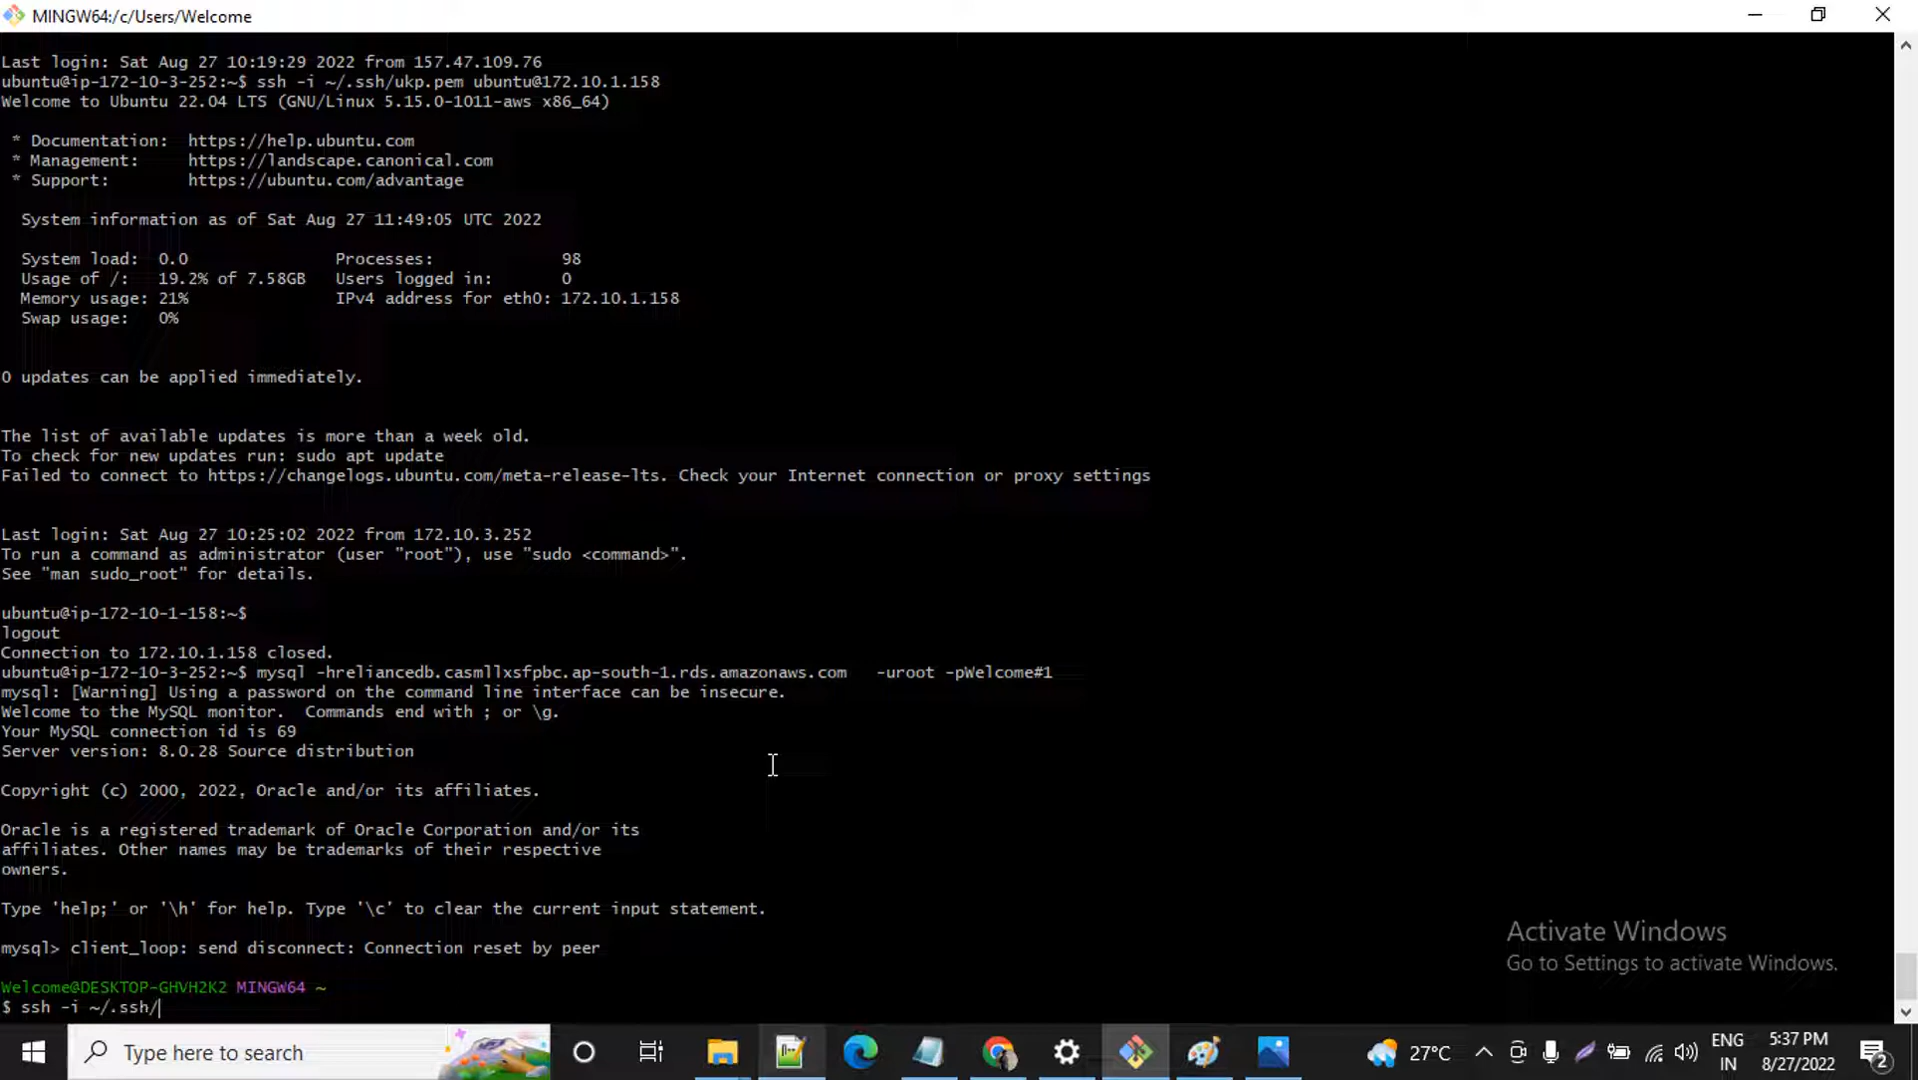 MINGW64:/c/Users/Welcome
Last login: Sat Aug 27 10:19:29 2022 from 157.47.109.76
ubuntu@ip-172-10-3-252:~$ ssh -i ~/.ssh/ukp.pem ubuntu@172.10.1.158
Welcome to Ubuntu 22.04 LTS (GNU/Linux 5.15.0-1011-aws x86_64)
* Documentation: https://help.ubuntu.com
* Management: https://landscape.canonical.com
* Support: https://ubuntu.com/advantage
System information as of Sat Aug 27 11:49:05 UTC 2022
System load: 0.0 Processes: 98
Usage of /: 19.2% of 7.58GB Users logged in: 0
Memory usage: 21% IPv4 address for eth0: 172.10.1.158
Swap usage: 0%
0 updates can be applied immediately.
The list of available updates is more than a week old.
To check for new updates run: sudo apt update
Failed to connect to https://changelogs.ubuntu.com/meta-release-lts. Check your Internet connection or proxy settings
Last login: Sat Aug 27 10:25:02 2022 from 172.10.3.252
To run a command as administrator (user "root"), use "sudo <command>".
See "man sudo_root" for details.
ubuntu@ip-172-10-1-158:~$
logout
Connection to 172.10.1.158 closed.
ubuntu@ip-172-10-3-252:~$ mysql -hreliancedb.casmllxsfpbc.ap-south-1.rds.amazonaws.com -uroot -pWelcome#1
mysql: [Warning] Using a password on the command line interface can be insecure.
Welcome to the MySQL monitor. Commands end with ; or \g.
Your MySQL connection id is 69
Server version: 8.0.28 Source distribution
Copyright (c) 2000, 2022, Oracle and/or its affiliates.
Oracle is a registered trademark of Oracle Corporation and/or its
affiliates. Other names may be trademarks of their respective
owners.
Type 'help;' or '\h' for help. Type '\c' to clear the current input statement.
mysql> client_loop: send disconnect: Connection reset by peer
Welcome@DESKTOP-GHVH2K2 MINGW64 ~
$ ssh -i ~/.ssh/
Activate Windows
Go to Settings to activate Windows.
Type here to search
27°C
ENG
IN
5:37 PM
8/27/2022
2